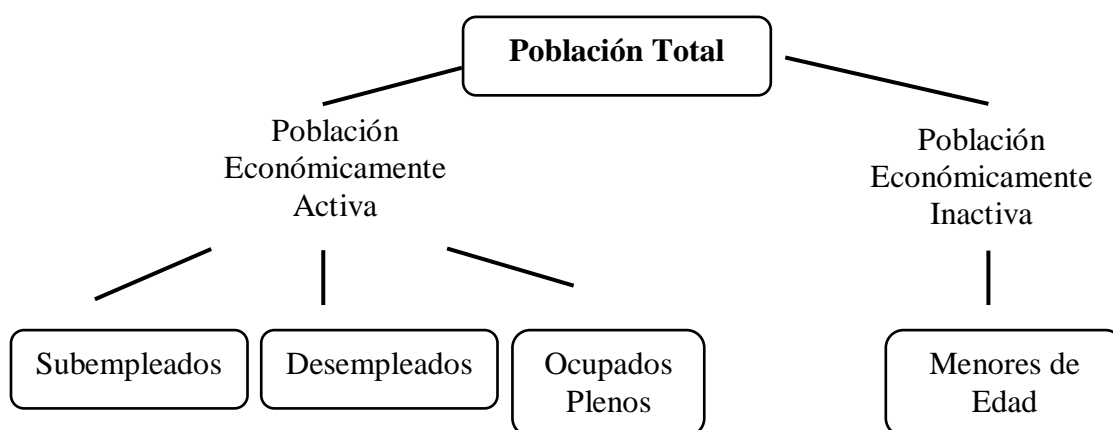 Población Total
Población
Económicamente
Activa
Población
Económicamente
Inactiva
Subempleados
Desempleados
Ocupados
Plenos
Menores de
Edad